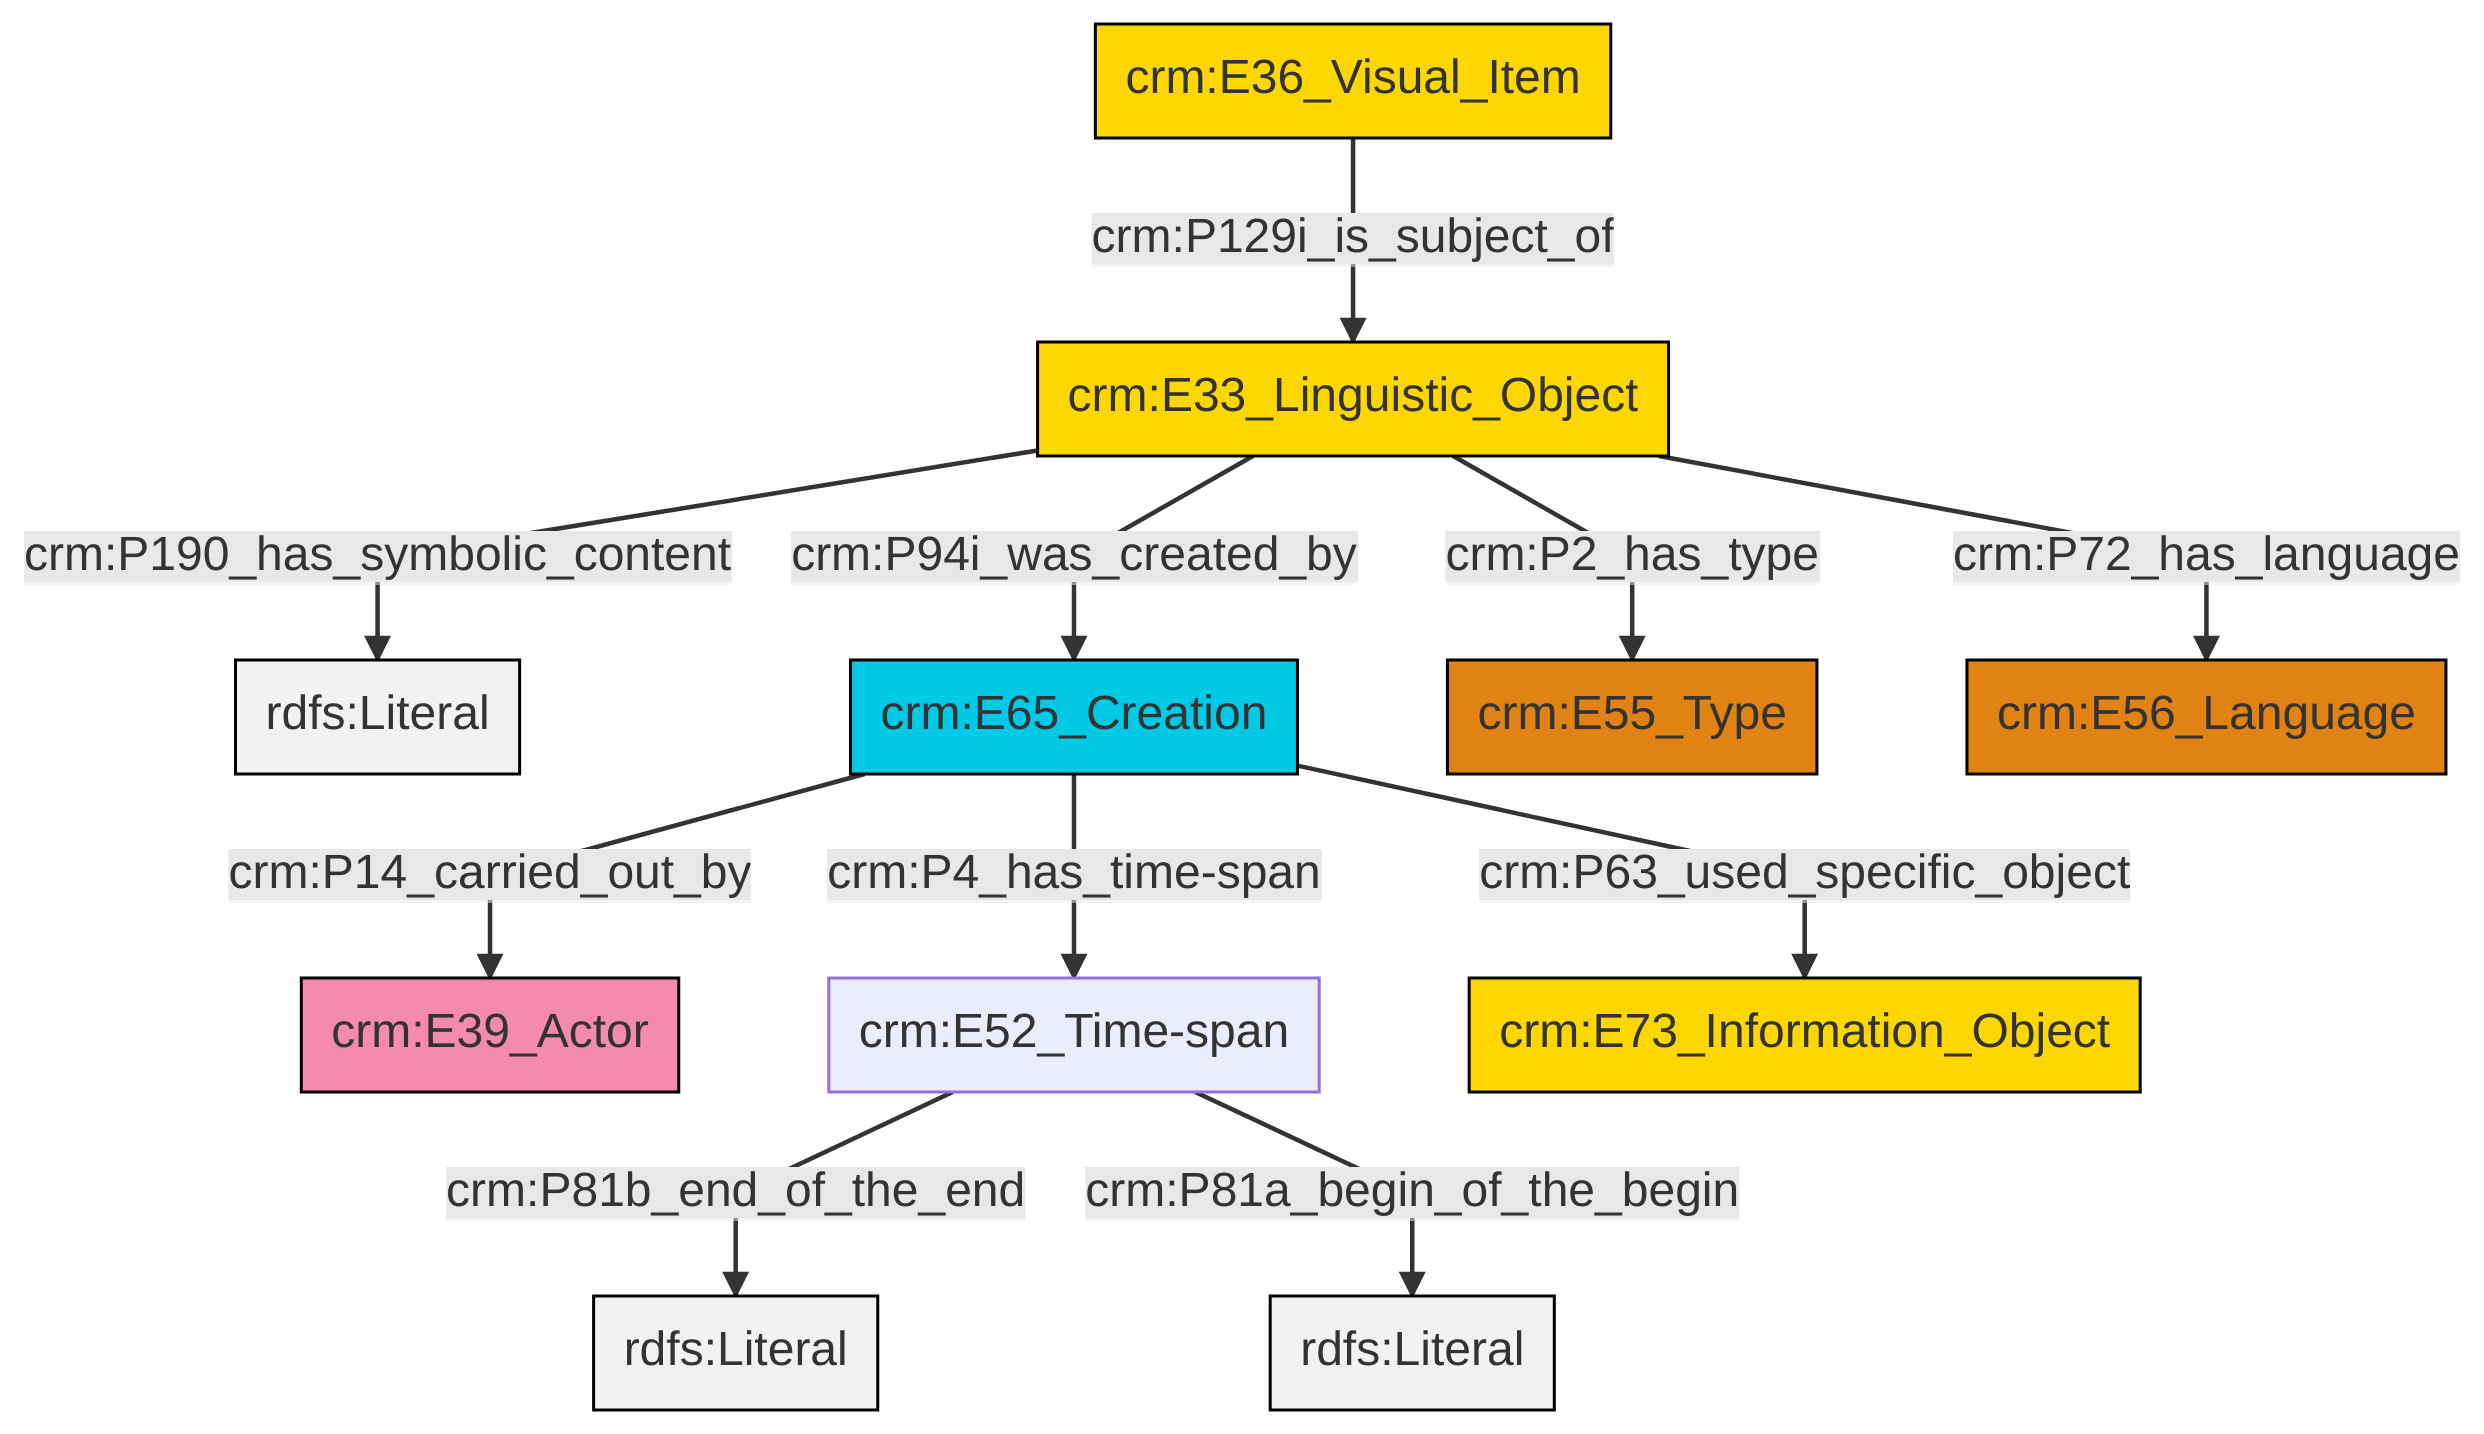 crm:E36_Visual_Item
crm:P129i_is_subject_of
crm:E33_Linguistic_Object
crm:P190_has_symbolic_content
crm:P94i_was_created_by
crm:P2_has_type
crm:P72_has_language
rdfs:Literal
crm:E65_Creation
crm:E55_Type
crm:E56_Language
crm:P14_carried_out_by
crm:P4_has_time-span
crm:P63_used_specific_object
crm:E39_Actor
crm:E52_Time-span
crm:E73_Information_Object
crm:P81b_end_of_the_end
crm:P81a_begin_of_the_begin
rdfs:Literal
rdfs:Literal